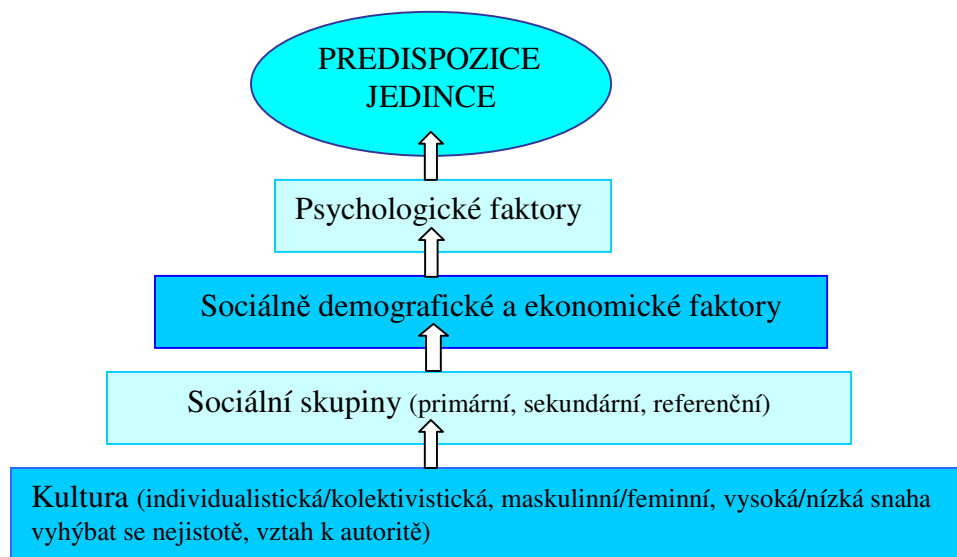 PREDISPOZICE
JEDINCE
Psychologické faktory
Sociálně demografické a ekonomické faktory
Sociální skupiny (primární, sekundární, referenční)
Kultura (individualistická/kolektivistická, maskulinní/feminní, vysoká/nízká snaha
vyhýbat se nejistotě, vztah k autoritě)